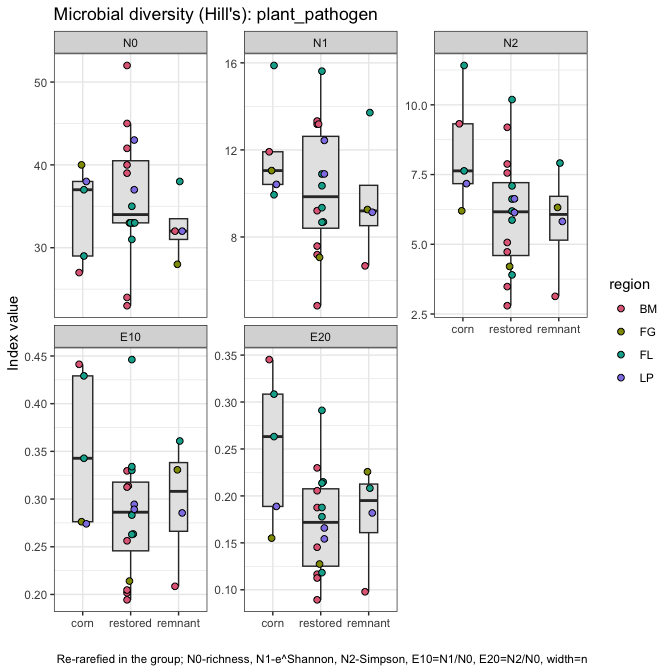 Microbial diversity (Hill's): plant_pathogen
N0
N1
N2
50
40
30
16
12
8
10.0
7.5
5.0
2.5
corn restored remnant
Index value
region
BM
FG
FL
LP
E10
E20
0.45
0.40
0.35
0.30
0.25
0.20
0.35
0.30
0.25
0.20
0.15
0.10
corn restored remnant
corn restored remnant
Re-rarefied in the group; N0-richness, N1-e^Shannon, N2-Simpson, E10=N1/N0, E20=N2/N0, width=n